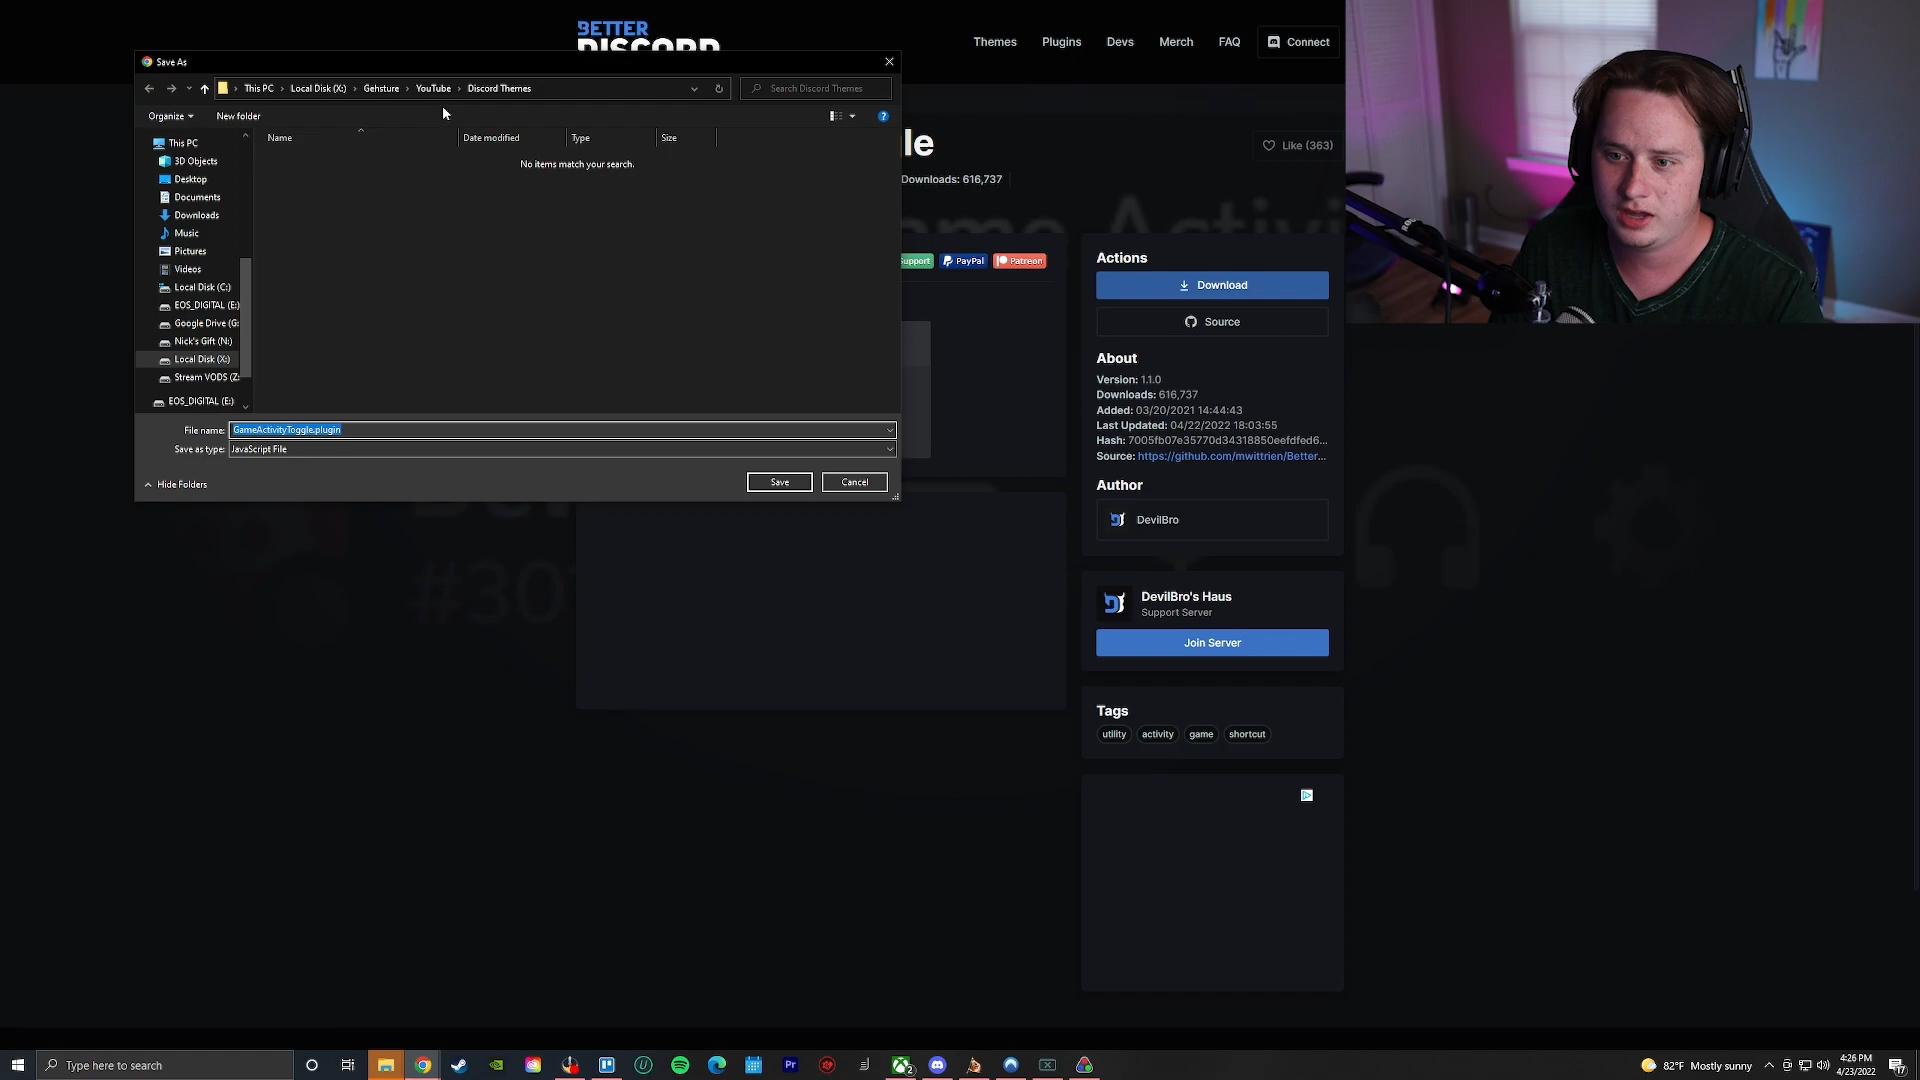 BETTER
DISCORD
Themes
Plugins
Devs
Merch
FAQ
Connect
Save As
This PC
Local Disk (X:)
Gehsture
YouTube
Discord Themes
Search Discord Themes
Organize
New folder
Name
Date modified
Type
Size
No items match your search.
This PC
3D Objects
Desktop
Documents
Downloads
Music
Pictures
Videos
Local Disk (C:)
EOS_DIGITAL (E:)
Google Drive (G:
Nick's Gift (N:)
Local Disk (X:)
Stream VODS (Z:
EOS_DIGITAL (E:)
File name: GameActivityToggle.plugin
Save as type: JavaScript File
Hide Folders
Save
Cancel
le
Like (363)
Downloads: 616,737
Support
PayPal
Patreon
Actions
Download
Source
About
Version: 1.1.0
Downloads: 616,737
Added: 03/20/2021 14:44:43
Last Updated: 04/22/2022 18:03:55
Hash: 7005fb07e35770d34318850eefdfed6...
Source: https://github.com/mwittrien/Better...
Author
DevilBro
DevilBro's Haus
Support Server
Join Server
Tags
utility
activity
game
shortcut
#30
Type here to search
82°F Mostly sunny
4:26 PM
4/23/2022